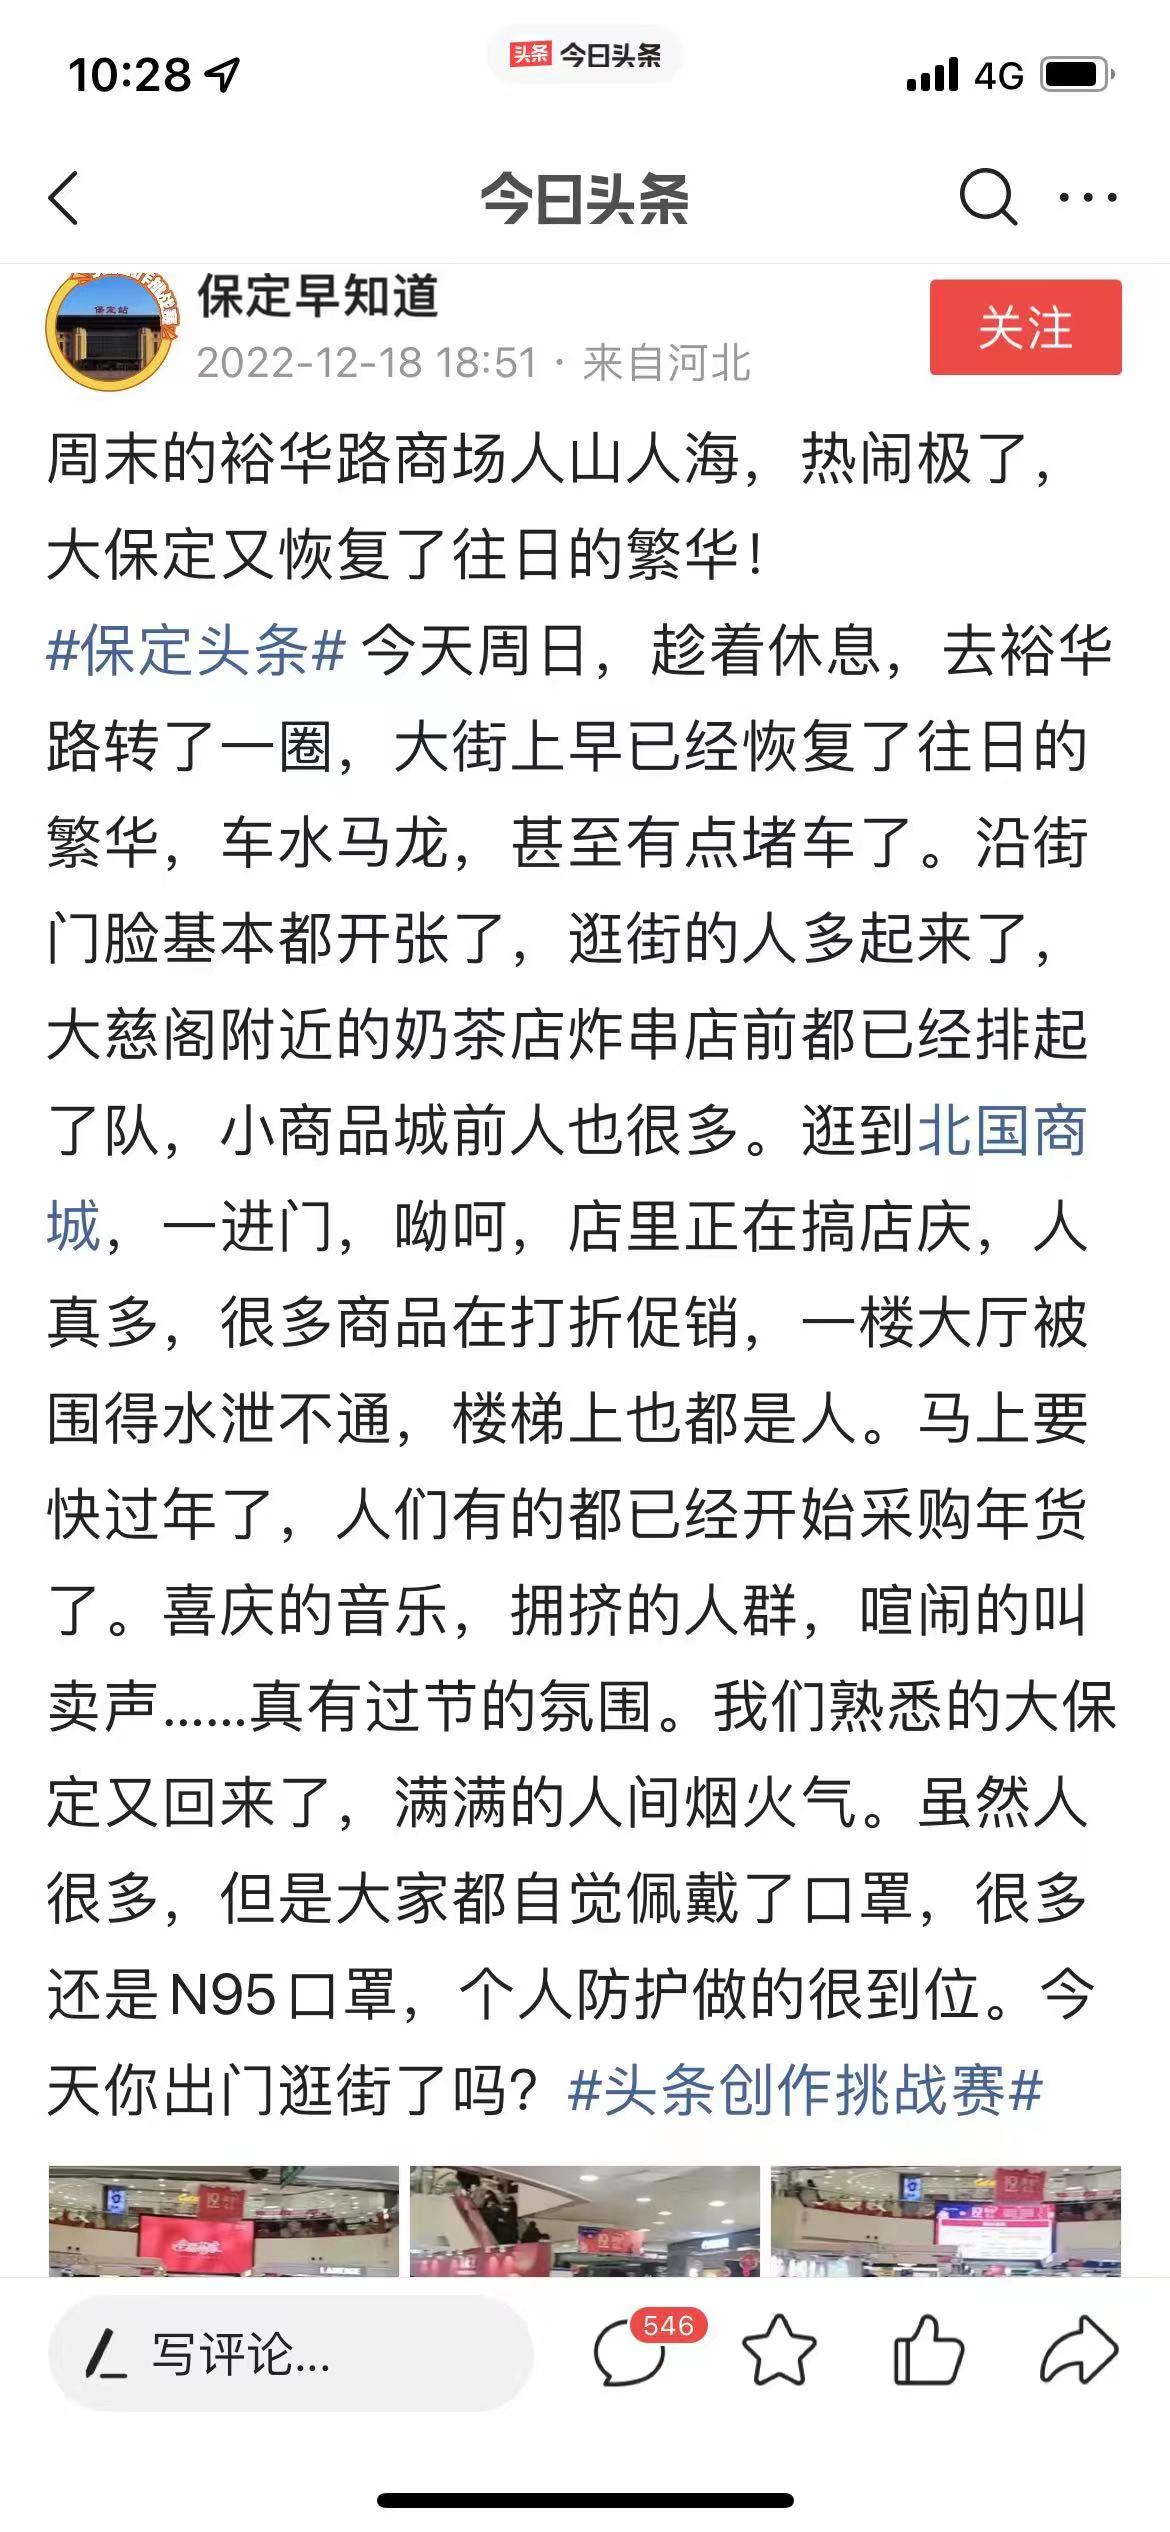 10:28
头条 今日头条
4G
今日头条
保定早知道
2022-12-18 18:51 · 来自河北
关注
周末的裕华路商场人山人海，热闹极了，
大保定又恢复了往日的繁华！
#保定头条# 今天周日，趁着休息，去裕华
路转了一圈，大街上早已经恢复了往日的
繁华，车水马龙，甚至有点堵车了。沿街
门脸基本都开张了，逛街的人多起来了，
大慈阁附近的奶茶店炸串店前都已经排起
了队，小商品城前人也很多。逛到北国商
城，一进门，呦呵，店里正在搞店庆，人
真多，很多商品在打折促销，一楼大厅被
围得水泄不通，楼梯上也都是人。马上要
快过年了，人们有的都已经开始采购年货
了。喜庆的音乐，拥挤的人群，喧闹的叫
卖声......真有过节的氛围。我们熟悉的大保
定又回来了，满满的人间烟火气。虽然人
很多，但是大家都自觉佩戴了口罩，很多
还是N95口罩，个人防护做的很到位。今
天你出门逛街了吗？#头条创作挑战赛#
写评论...
546